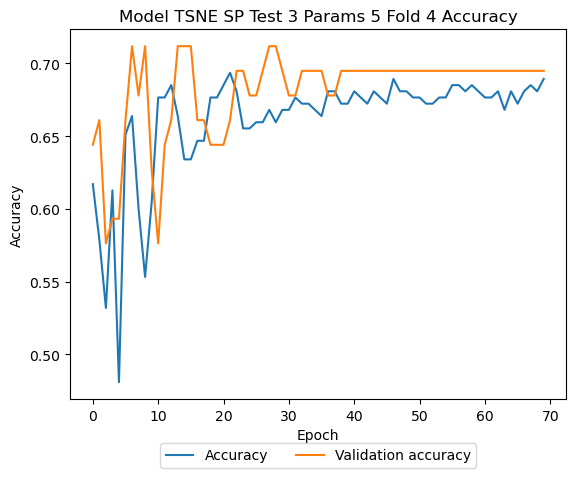 Model TSNE SP Test 3 Params 5 Fold 4 Accuracy
0.70
0.65
0.60
0.55
0.50
Accuracy
0 10 20 30 40 50 60 70
Epoch
Accuracy Validation accuracy